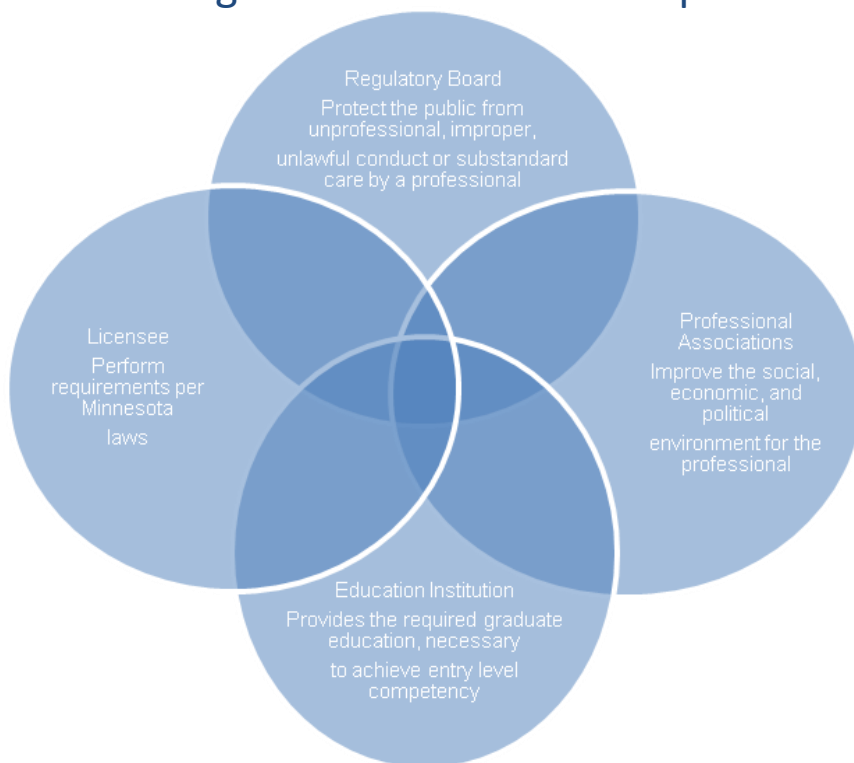 Regulatory Board
Protect the public from
unprofessional, improper,
unlawful conduct or substandard
care by a professional
Licensee
Perform
requirements per
Minnesota
laws
Professional
Associations
Improve the social,
economic, and
political
environment for the
professional
Education Institution
Provides the required graduate
education, necessary
to achieve entry level
competency